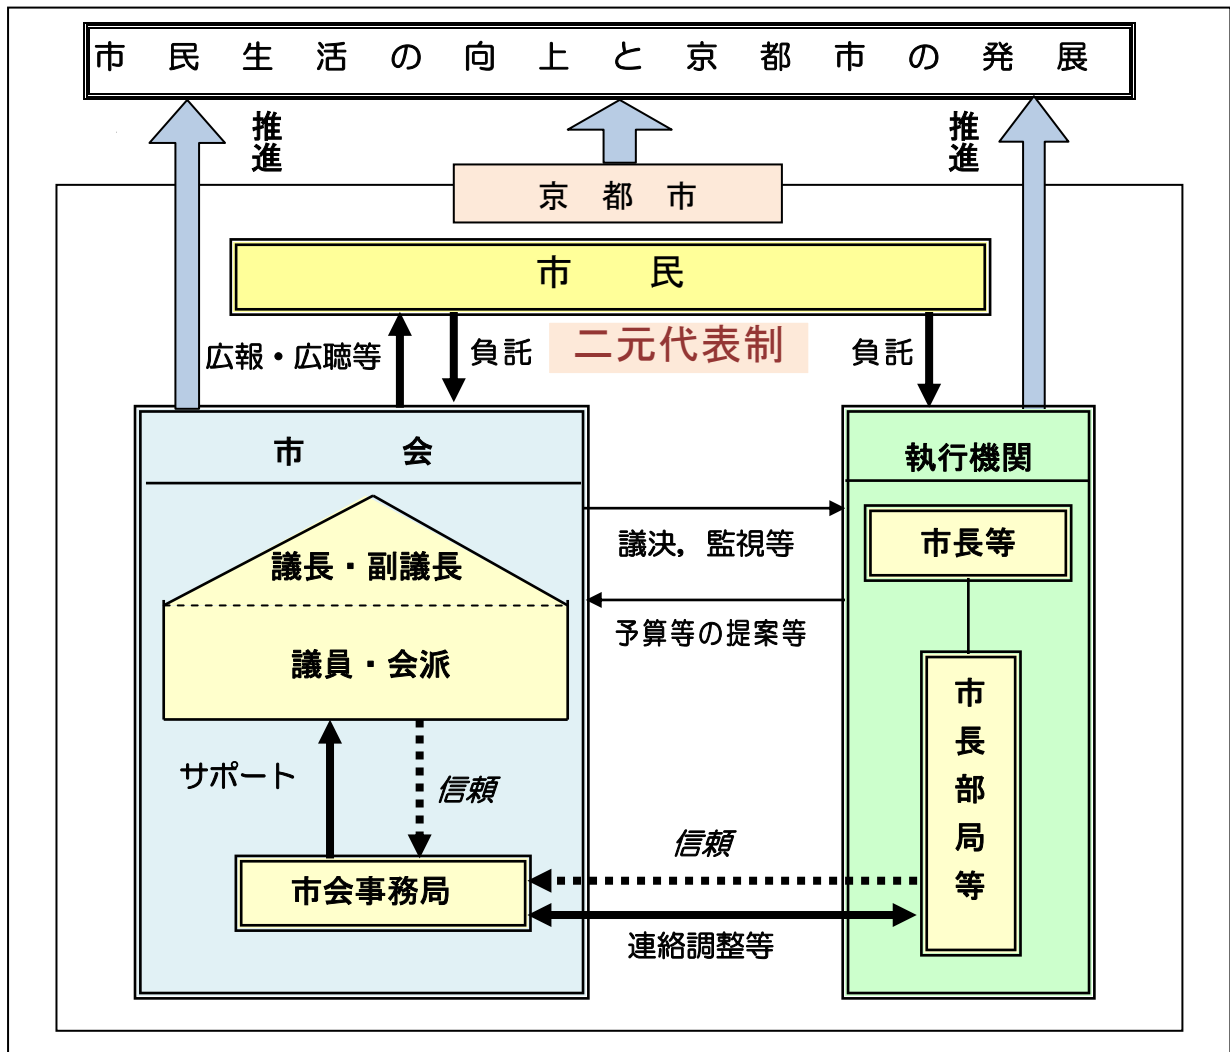 市民生活の向上と京都市の発展
推進
推進
京都市
市民
広報・広聴等
負託
二元代表制
負託
市会
執行機関
議長・副議長
議決，監視等
市長等
予算等の提案等
議員・会派
市長部局等
サポート
信頼
信頼
市会事務局
連絡調整等